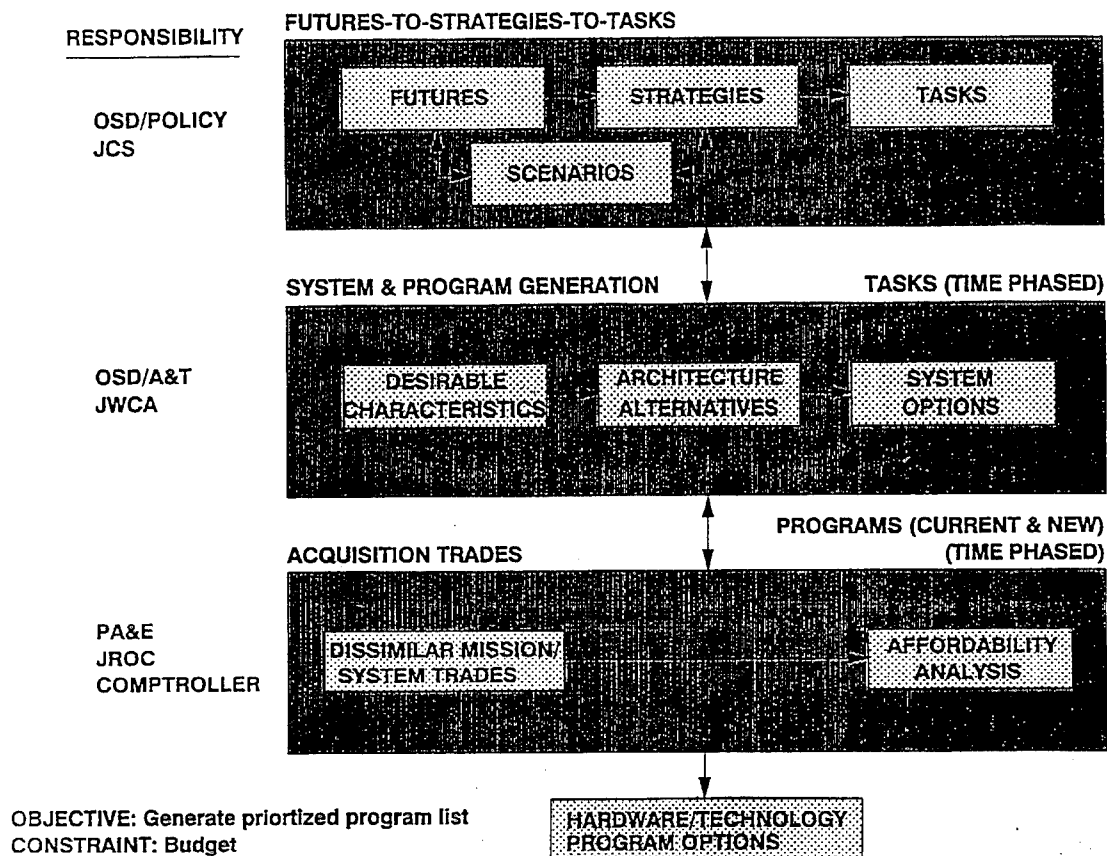 FUTURES-TO-STRATEGIES-TO-TASKS
RESPONSIBILITY
FUTURES
STRATEGIES
TASKS
OSD/POLICY
JCS
SCENARIOS
SYSTEM & PROGRAM GENERATION
TASKS (TIME PHASED)
OSD/A&T
JWCA
DESIRABLE
CHARACTERISTICS
ARCHITECTURE
ALTERNATIVES
SYSTEM
OPTIONS
PROGRAMS (CURRENT & NEW)
(TIME PHASED)
ACQUISITION TRADES
PA&E
JROC
COMPTROLLER
DISSIMILAR MISSION/
SYSTEM TRADES
AFFORDABILITY
ANALYSIS
OBJECTIVE: Generate priortized program list
CONSTRAINT: Budget
HARDWARE/TECHNOLOGY
PROGRAM OPTIONS